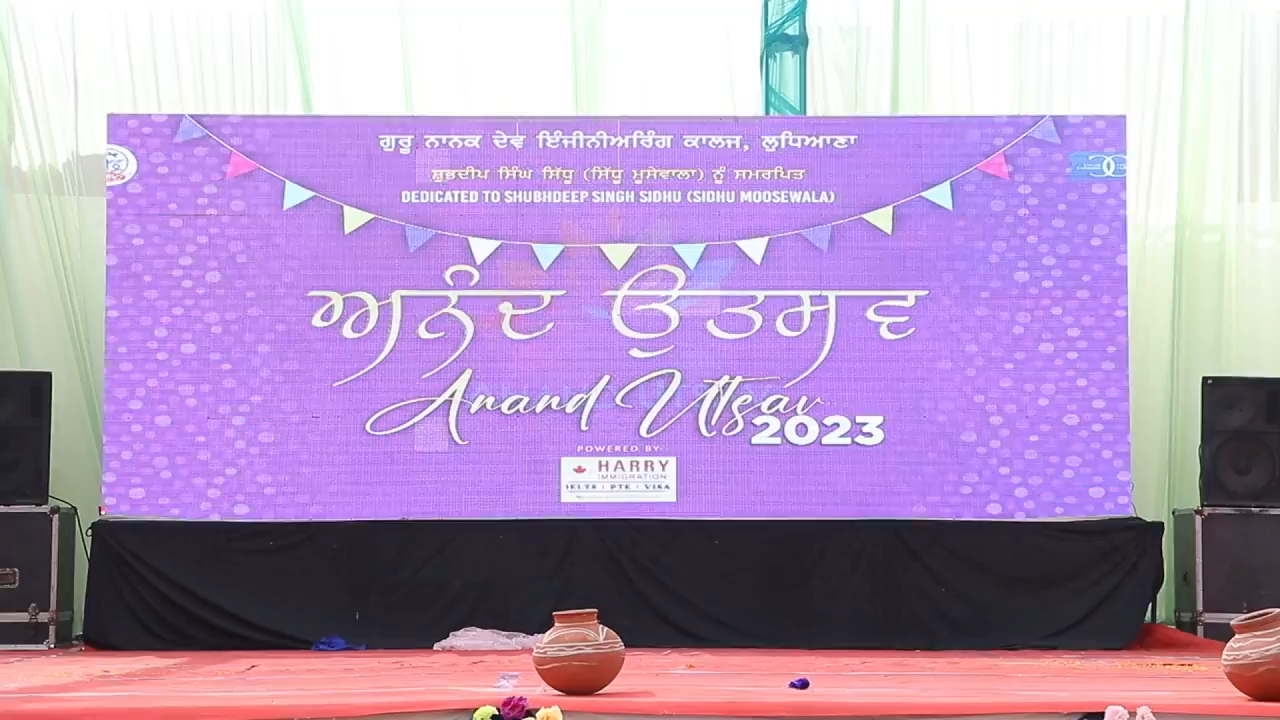 ਗੁਰੂ ਨਾਨਕ ਦੇਵ ਇੰਜੀਨੀਅਰਿੰਗ ਕਾਲਜ, ਲੁਧਿਆਣਾ
ਸ਼ੁਭਦੀਪ ਸਿੰਘ ਸਿੱਧੂ (ਸਿੱਧੂ ਮੂਸੇਵਾਲਾ) ਨੂੰ ਸਮਰਪਿਤ
DEDICATED TO SHUBHDEEP SINGH SIDHU (SIDHU MOOSEWALA)
ਅਨੰਦ ਉਤਸਵ
Anand Utsav
2023
POWERED BY:
HARRY
IMMIGRATION
IELTS | PTE | VISA